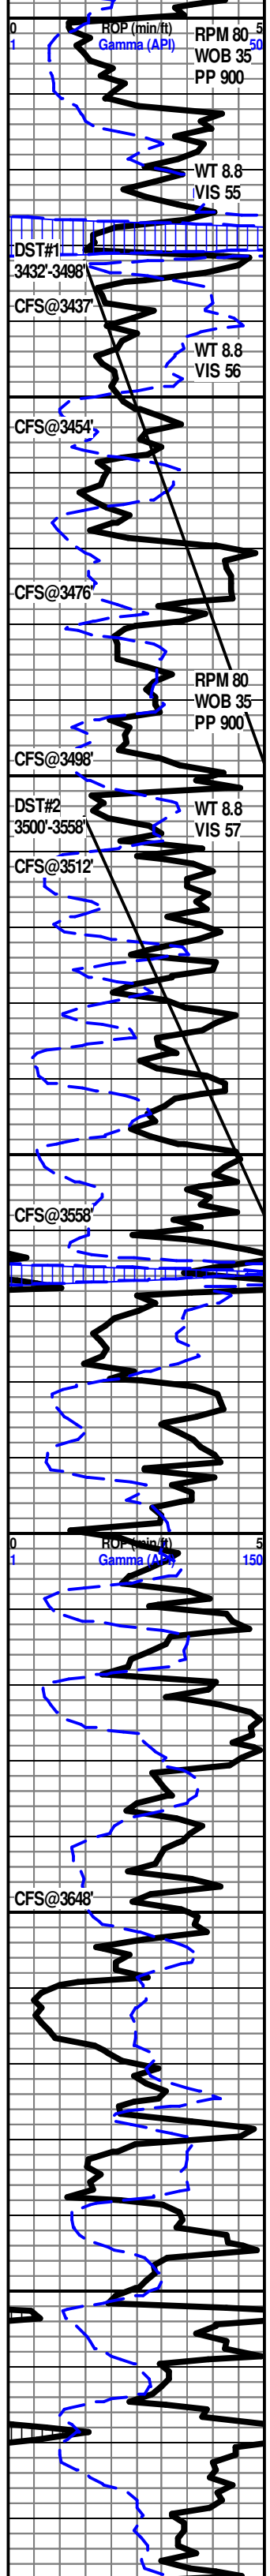 0 ROP (min/ft) 5
1 Gamma (API) 50
RPM 80
WOB 35
PP 900
WT 8.8
VIS 55
DST#1
3432'-3498'
CFS@3437'
WT 8.8
VIS 56
CFS@3454'
CFS@3476'
RPM 80
WOB 35
PP 900
CFS@3498'
DST#2
3500'-3558'
WT 8.8
VIS 57
CFS@3512'
CFS@3558'
0 ROP (min/ft) 5
1 Gamma (API) 150
CFS@3648'